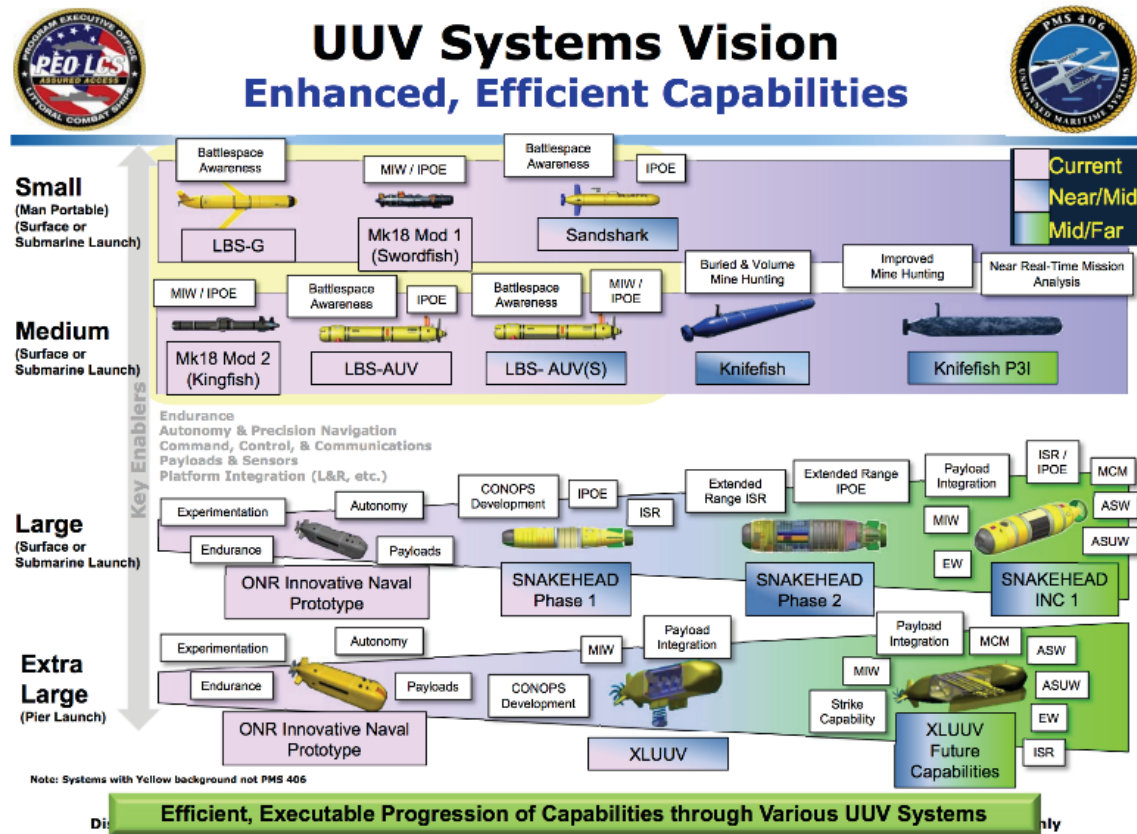 PROGRAM EXECUTIVE OFFICE
PEO LCS
ASSURED ACCESS
LITTORAL COMBAT SHIPS
UUV Systems Vision
Enhanced, Efficient Capabilities
PMS 406
UNMANNED MARITIME SYSTEMS
Current
Near/Mid
Mid/Far
Key Enablers
Small
(Man Portable)
(Surface or
Submarine Launch)
Battlespace
Awareness
LBS-G
MIW / IPOE
Mk18 Mod 1
(Swordfish)
Battlespace
Awareness
IPOE
Sandshark
Medium
(Surface or
Submarine Launch)
MIW / IPOE
Mk18 Mod 2
(Kingfish)
Battlespace
Awareness
IPOE
LBS-AUV
Battlespace
Awareness
MIW /
IPOE
LBS- AUV(S)
Buried & Volume
Mine Hunting
Knifefish
Improved
Mine Hunting
Near Real-Time Mission
Analysis
Knifefish P3I
Endurance
Autonomy & Precision Navigation
Command, Control, & Communications
Payloads & Sensors
Platform Integration (L&R, etc.)
Large
(Surface or
Submarine Launch)
Experimentation
Autonomy
Endurance
Payloads
ONR Innovative Naval
Prototype
CONOPS
Development
IPOE
ISR
SNAKEHEAD
Phase 1
Extended
Range ISR
Extended Range
IPOE
SNAKEHEAD
Phase 2
Payload
Integration
ISR /
IPOE
MCM
MIW
ASW
ASUW
EW
SNAKEHEAD
INC 1
Extra
Large
(Pier Launch)
Experimentation
Autonomy
Endurance
Payloads
ONR Innovative Naval
Prototype
CONOPS
Development
MIW
Payload
Integration
XLUUV
Payload
Integration
MCM
ASW
MIW
ASUW
Strike
Capability
EW
ISR
XLUUV
Future
Capabilities
Note: Systems with Yellow background not PMS 406
Efficient, Executable Progression of Capabilities through Various UUV Systems